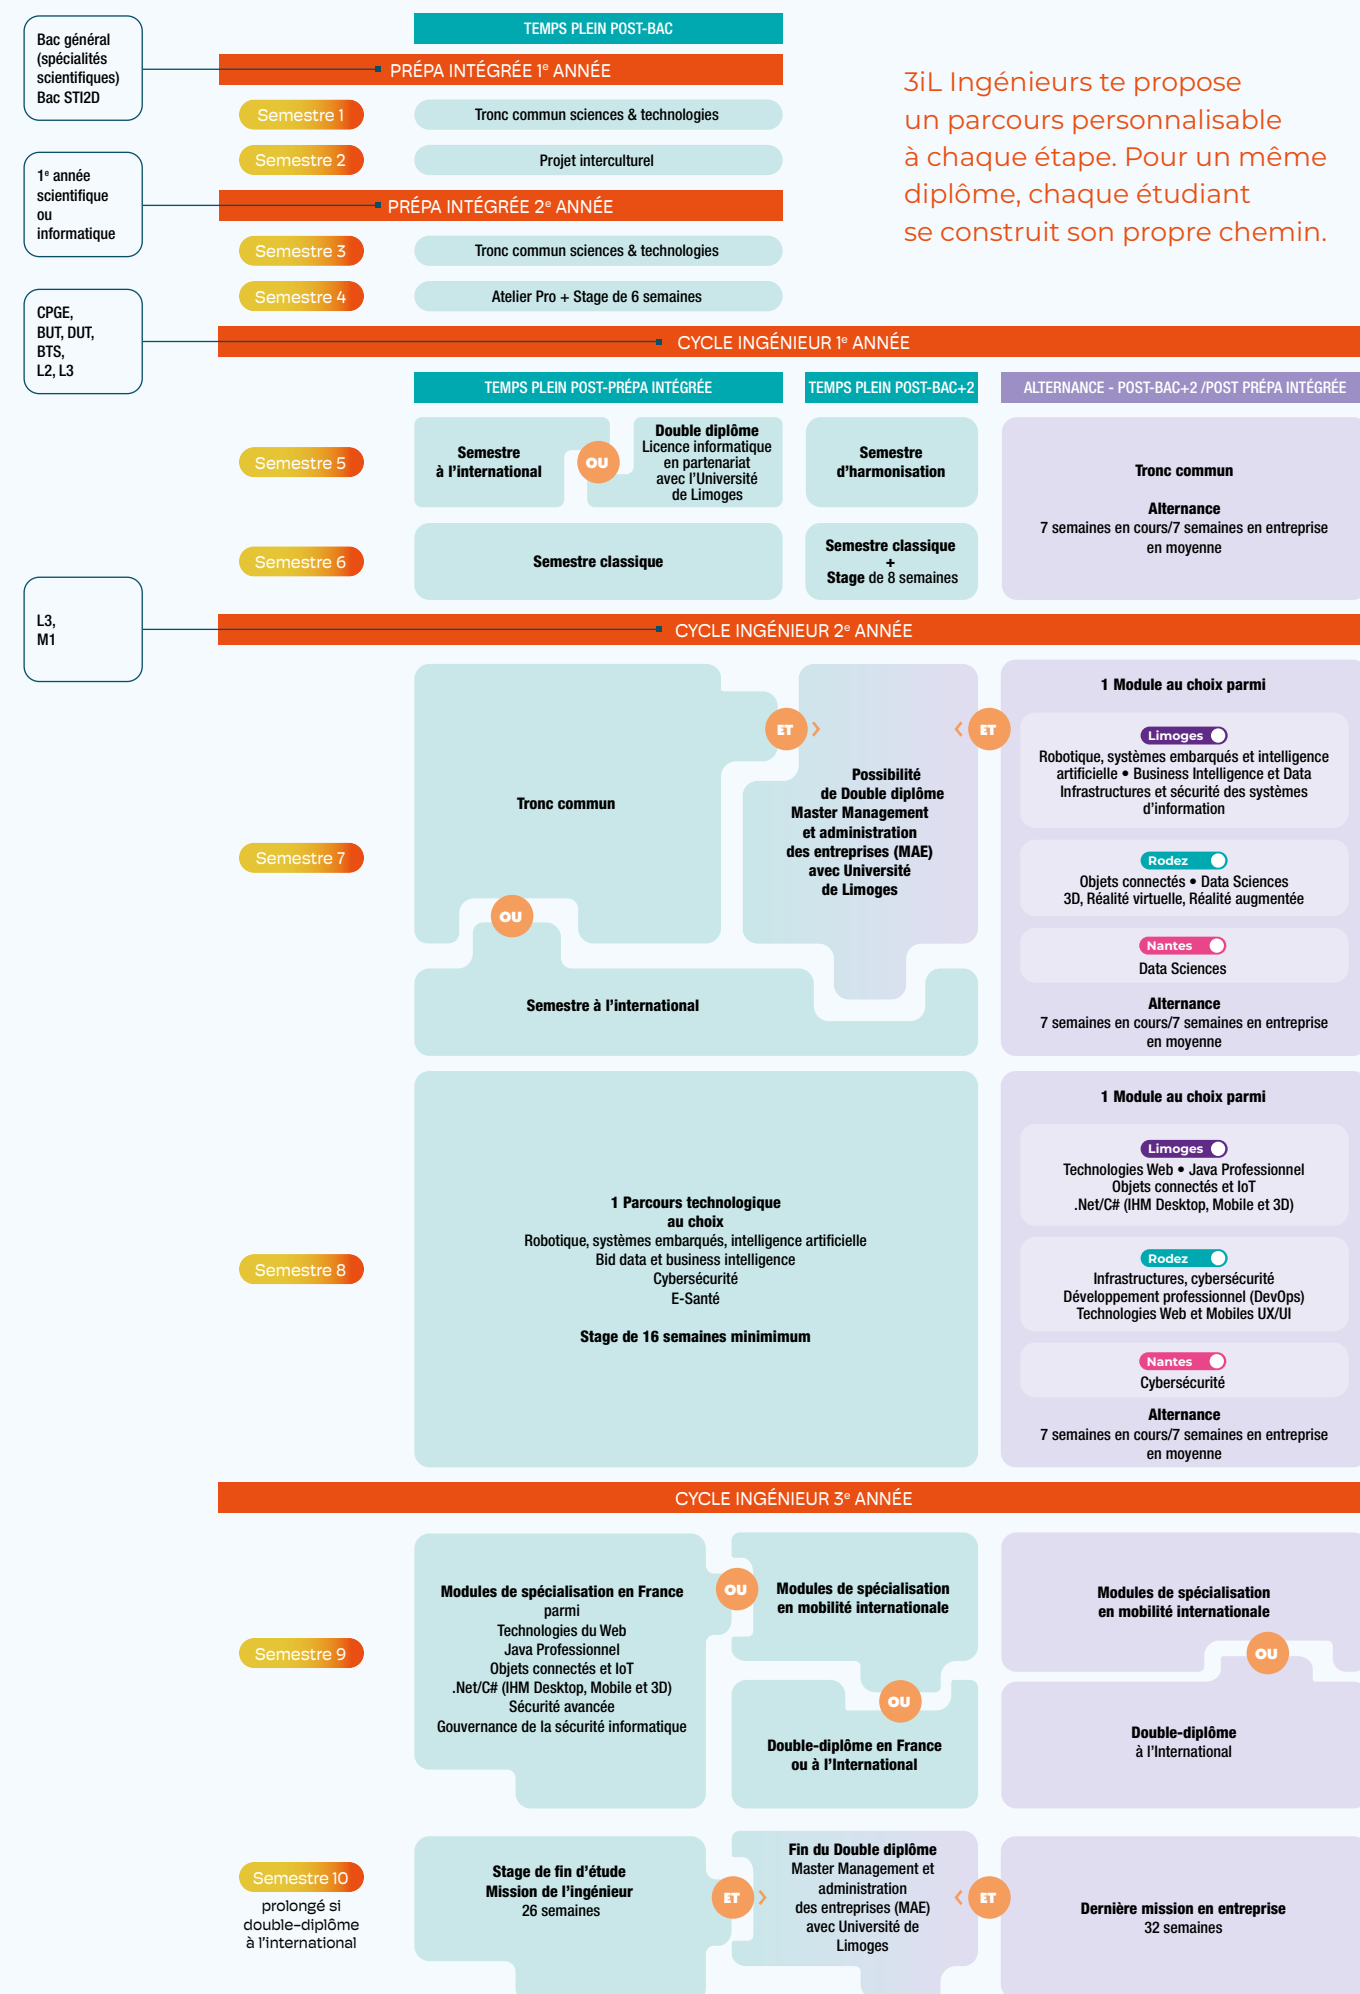 Bac général
(spécialités
scientifiques)
Bac STI2D
TEMPS PLEIN POST-BAC
PRÉPA INTÉGRÉE 1e ANNÉE
Semestre 1
Tronc commun sciences & technologies
Semestre 2
Projet interculturel
3iL Ingénieurs te propose
un parcours personnalisable
à chaque étape. Pour un même
diplôme, chaque étudiant
se construit son propre chemin.
1e année
scientifique
ou
informatique
PRÉPA INTÉGRÉE 2e ANNÉE
Semestre 3
Tronc commun sciences & technologies
Semestre 4
Atelier Pro + Stage de 6 semaines
CPGE,
BUT, DUT,
BTS,
L2, L3
CYCLE INGÉNIEUR 1e ANNÉE
TEMPS PLEIN POST-PRÉPA INTÉGRÉE
TEMPS PLEIN POST-BAC+2
ALTERNANCE - POST-BAC+2 /POST PRÉPA INTÉGRÉE
Semestre 5
Semestre
à l'international
OU
Double diplôme
Licence informatique
en partenariat
avec l'Université
de Limoges
Semestre
d'harmonisation
Tronc commun
Alternance
7 semaines en cours/7 semaines en entreprise
en moyenne
Semestre 6
Semestre classique
Semestre classique
+
Stage de 8 semaines
L3,
M1
CYCLE INGÉNIEUR 2e ANNÉE
Semestre 7
Tronc commun
ET
Possibilité
de Double diplôme
Master Management
et administration
des entreprises (MAE)
avec Université
de Limoges
ET
OU
Semestre à l'international
1 Module au choix parmi
Limoges
Robotique, systèmes embarqués et intelligence
artificielle • Business Intelligence et Data
Infrastructures et sécurité des systèmes
d'information
Rodez
Objets connectés • Data Sciences
3D, Réalité virtuelle, Réalité augmentée
Nantes
Data Sciences
Alternance
7 semaines en cours/7 semaines en entreprise
en moyenne
Semestre 8
1 Parcours technologique
au choix
Robotique, systèmes embarqués, intelligence artificielle
Bid data et business intelligence
Cybersécurité
E-Santé
Stage de 16 semaines minimimum
1 Module au choix parmi
Limoges
Technologies Web • Java Professionnel
Objets connectés et IoT
.Net/C# (IHM Desktop, Mobile et 3D)
Rodez
Infrastructures, cybersécurité
Développement professionnel (DevOps)
Technologies Web et Mobiles UX/UI
Nantes
Cybersécurité
Alternance
7 semaines en cours/7 semaines en entreprise
en moyenne
CYCLE INGÉNIEUR 3e ANNÉE
Semestre 9
Modules de spécialisation en France
parmi
Technologies du Web
Java Professionnel
Objets connectés et IoT
.Net/C# (IHM Desktop, Mobile et 3D)
Sécurité avancée
Gouvernance de la sécurité informatique
OU
Modules de spécialisation
en mobilité internationale
OU
Double-diplôme en France
ou à l'International
Modules de spécialisation
en mobilité internationale
OU
Double-diplôme
à l'International
Semestre 10
prolongé si
double-diplôme
à l'international
Stage de fin d'étude
Mission de l'ingénieur
26 semaines
ET
Fin du Double diplôme
Master Management et
administration
des entreprises (MAE)
avec Université de
Limoges
ET
Dernière mission en entreprise
32 semaines